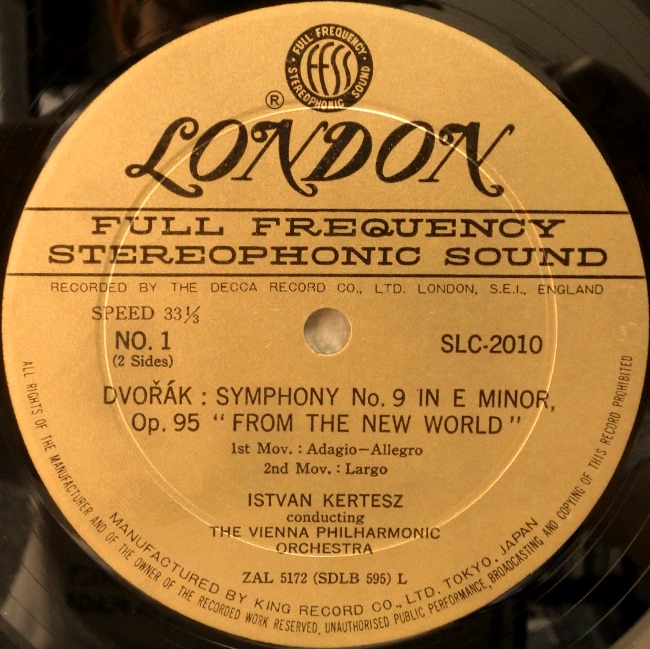 FULL FREQUENCY
FFSS
STEREOPHONIC SOUND
®
LONDON
FULL FREQUENCY
STEREOPHONIC SOUND
RECORDED BY THE DECCA RECORD CO., LTD. LONDON, S.E.I., ENGLAND
SPEED 33⅓
NO. 1
(2 Sides)
SLC-2010
DVOŘÁK : SYMPHONY No. 9 IN E MINOR,
Op. 95 “ FROM THE NEW WORLD ”
1st Mov. : Adagio—Allegro
2nd Mov. : Largo
ISTVAN KERTESZ
conducting
THE VIENNA PHILHARMONIC
ORCHESTRA
ZAL 5172 (SDLB 595) L
MANUFACTURED BY KING RECORD CO., LTD. TOKYO, JAPAN
ALL RIGHTS OF THE MANUFACTURER AND OF THE OWNER OF THE RECORDED WORK RESERVED, UNAUTHORISED PUBLIC PERFORMANCE, BROADCASTING AND COPYING OF THIS RECORD PROHIBITED